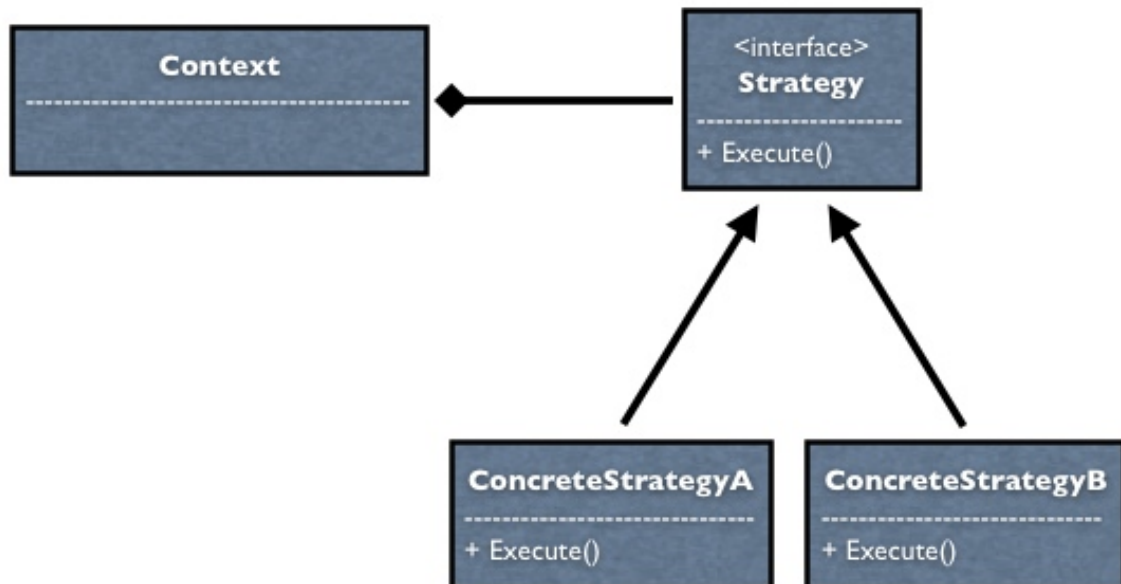 Context
<interface>
Strategy
+ Execute()
ConcreteStrategyA
+ Execute()
ConcreteStrategyB
+ Execute()